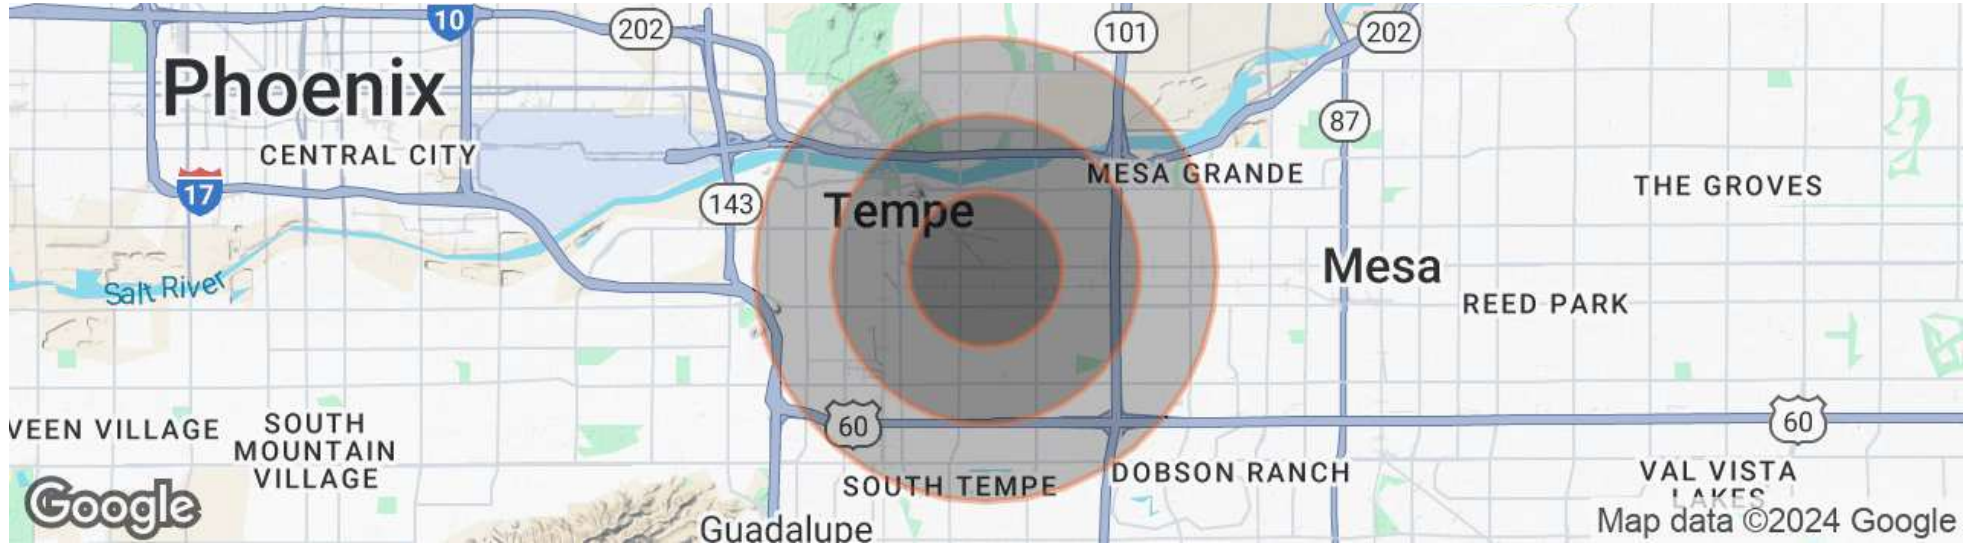 10
202
101
202
Phoenix
87
CENTRAL CITY
MESA GRANDE
17
THE GROVES
143
Tempe
Mesa
Salt River
REED PARK
60
60
VEEN VILLAGE
SOUTH
MOUNTAIN
VILLAGE
SOUTH TEMPE
DOBSON RANCH
VAL VISTA
LAKES
Google
Guadalupe
Map data ©2024 Google